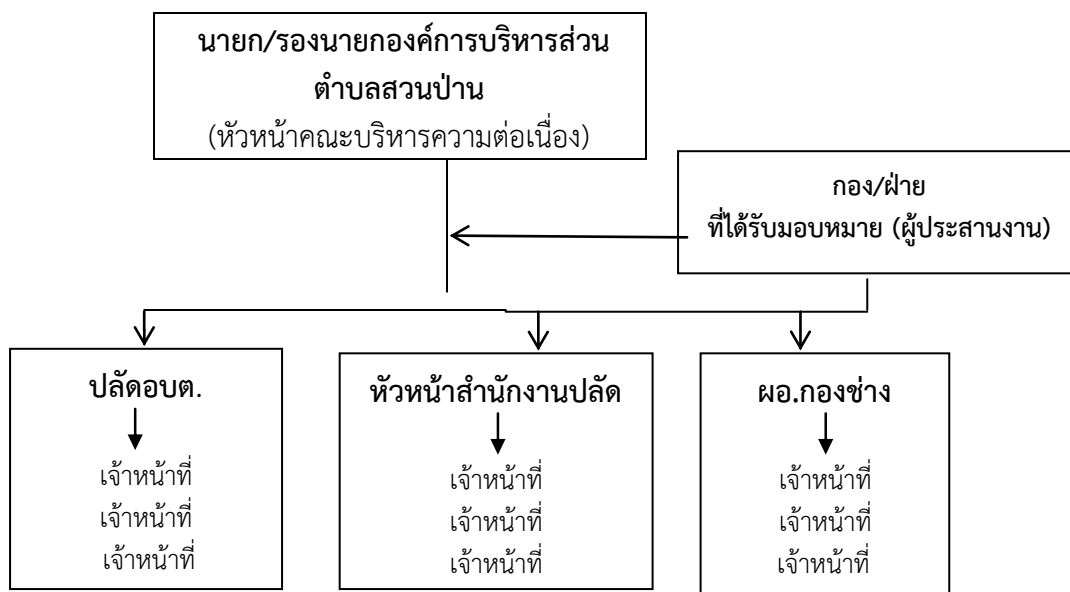 นายก/รองนายกองค์การบริหารส่วน
ตำบลสวนป่าน
(หัวหน้าคณะบริหารความต่อเนื่อง)
กอง/ฝ่าย
ที่ได้รับมอบหมาย (ผู้ประสานงาน)
ปลัดอบต.
เจ้าหน้าที่
เจ้าหน้าที่
เจ้าหน้าที่
หัวหน้าสำนักงานปลัด
เจ้าหน้าที่
เจ้าหน้าที่
เจ้าหน้าที่
ผอ.กองช่าง
เจ้าหน้าที่
เจ้าหน้าที่
เจ้าหน้าที่